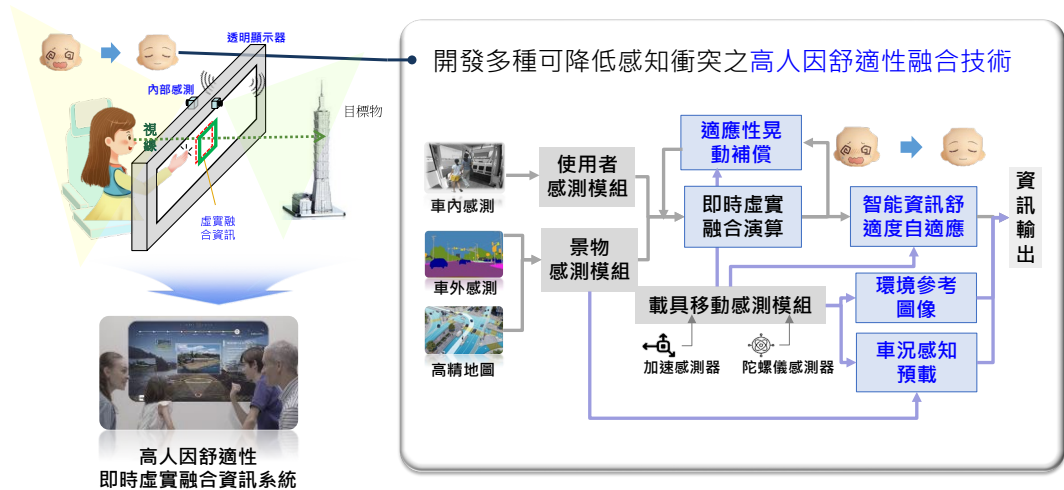 透明顯示器
內部感測
視
線
目標物
虛實融
合資訊
高人因舒適性
即時虛實融合資訊系統
開發多種可降低感知衝突之高人因舒適性融合技術
車內感測
使用者
感測模組
適應性晃
動補償
即時虛實
融合演算
智能資訊舒
適度自適應
資
訊
輸
出
車外感測
景物
感測模組
高精地圖
載具移動感測模組
加速感測器
陀螺儀感測器
環境參考
圖像
車況感知
預載